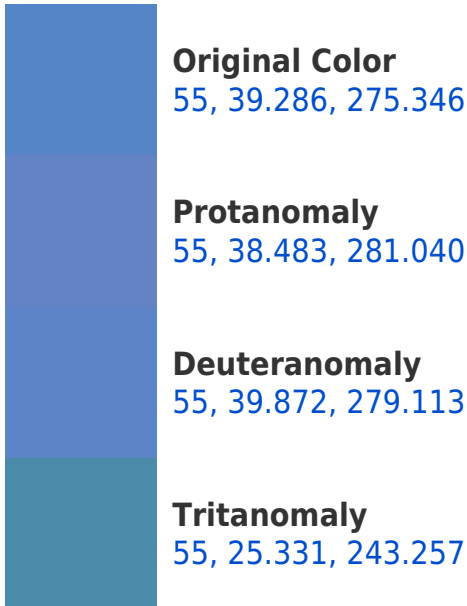 Original Color
55, 39.286, 275.346
Protanomaly
55, 38.483, 281.040
Deuteranomaly
55, 39.872, 279.113
Tritanomaly
55, 25.331, 243.257